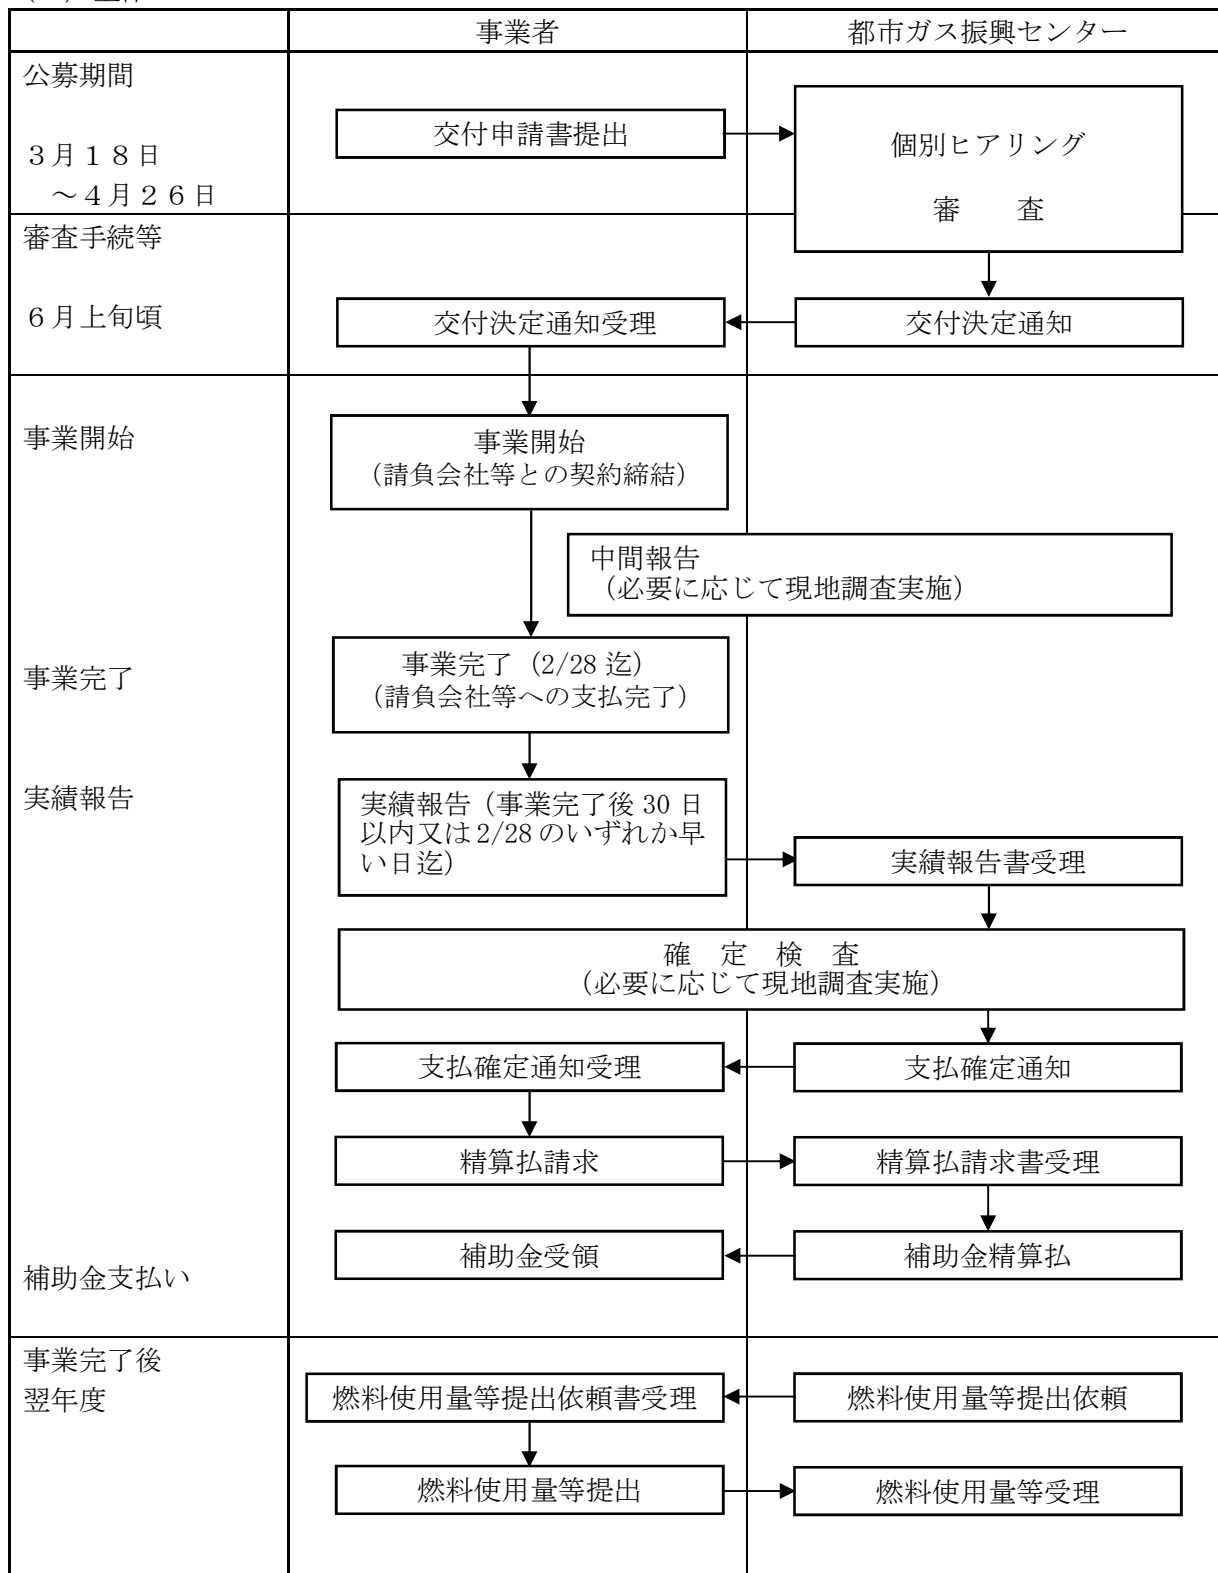 事業者
都市ガス振興センター
公募期間
３月１８日
～４月２６日
交付申請書提出
個別ヒアリング
審　　査
審査手続等
６月上旬頃
交付決定通知受理
交付決定通知
事業開始
事業開始
（請負会社等との契約締結）
中間報告
（必要に応じて現地調査実施）
事業完了
事業完了（2/28 迄）
（請負会社等への支払完了）
実績報告
実績報告（事業完了後 30 日
以内又は 2/28 のいずれか早
い日迄）
実績報告書受理
確　定　検　査
（必要に応じて現地調査実施）
支払確定通知受理
支払確定通知
精算払請求
精算払請求書受理
補助金支払い
補助金受領
補助金精算払
事業完了後
翌年度
燃料使用量等提出依頼書受理
燃料使用量等提出依頼
燃料使用量等提出
燃料使用量等受理